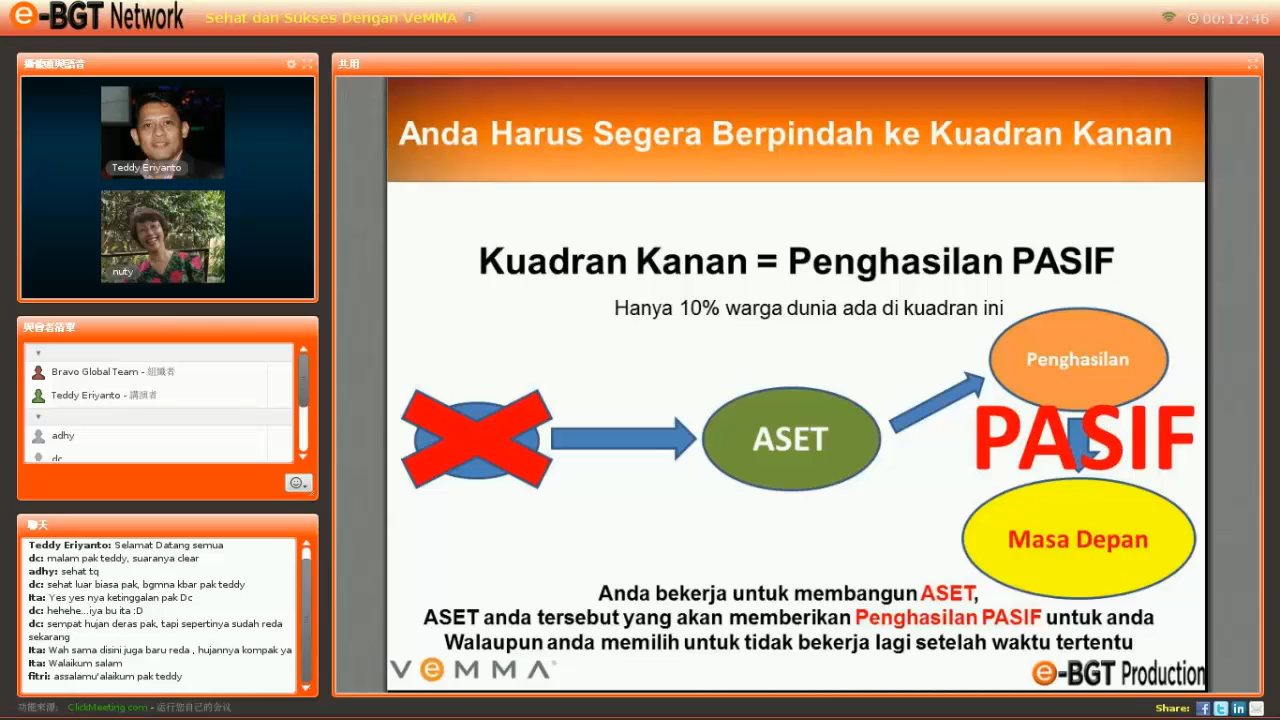 e-BGT Network
Sehat dan Sukses Dengan VeMMA
00:12:46
攝像頭與語音
Teddy Eriyanto
nuty
與會者清單
Bravo Global Team - 組織者
Teddy Eriyanto - 講演者
adhy
dc
聊天
Teddy Eriyanto: Selamat Datang semua
dc: malam pak teddy, suaranya clear
adhy: sehat tq
dc: sehat luar biasa pak, bgmna kbar pak teddy
Ita: Yes yes nya ketinggalan pak Dc
dc: hehehe...iya bu ita :D
dc: sempat hujan deras pak, tapi sepertinya sudah reda
sekarang
Ita: Wah sama disini juga baru reda , hujannya kompak ya
Ita: Walaikum salam
fitri: assalamu'alaikum pak teddy
共用
Anda Harus Segera Berpindah ke Kuadran Kanan
Kuadran Kanan = Penghasilan PASIF
Hanya 10% warga dunia ada di kuadran ini
Penghasilan
PASIF
ASET
Masa Depan
Anda bekerja untuk membangun ASET,
ASET anda tersebut yang akan memberikan Penghasilan PASIF untuk anda
Walaupun anda memilih untuk tidak bekerja lagi setelah waktu tertentu
VeMMA
e-BGT Production
功能來源: ClickMeeting.com - 运行您自己的会议
Share: